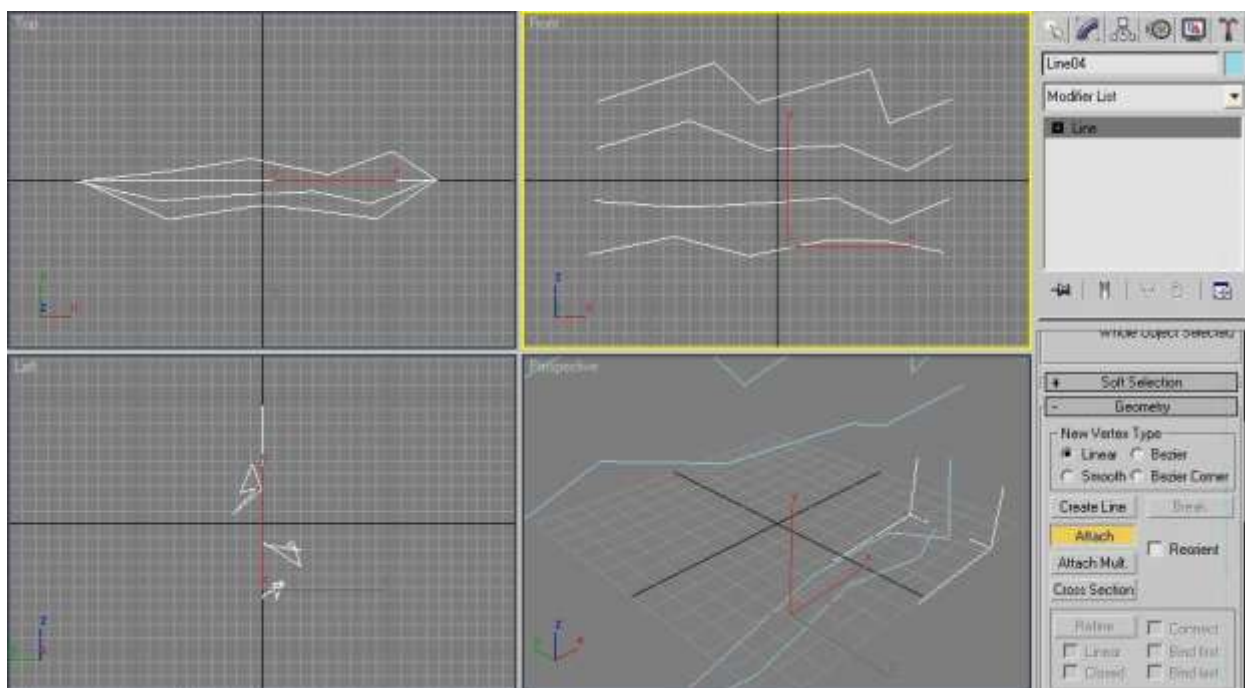 Top
Front
Line04
Modifier List
Line
Whole Object Selected
Left
Perspective
+ Soft Selection
- Geometry
New Vertex Type
Linear Bezier
Smooth Bezier Corner
Create Line Break
Attach
Reorient
Attach Mult.
Cross Section
Refine Connect
Linear Bind first
Closed Bind last